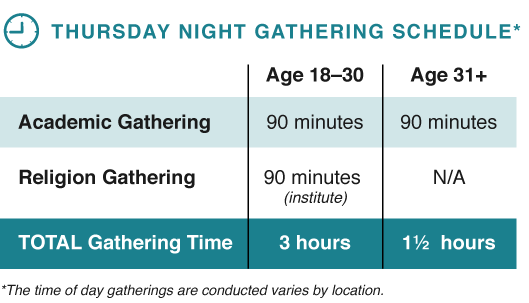 THURSDAY NIGHT GATHERING SCHEDULE*
Age 18–30 Age 31+
Academic Gathering 90 minutes 90 minutes
Religion Gathering 90 minutes N/A
(institute)
TOTAL Gathering Time 3 hours 1½ hours
*The time of day gatherings are conducted varies by location.